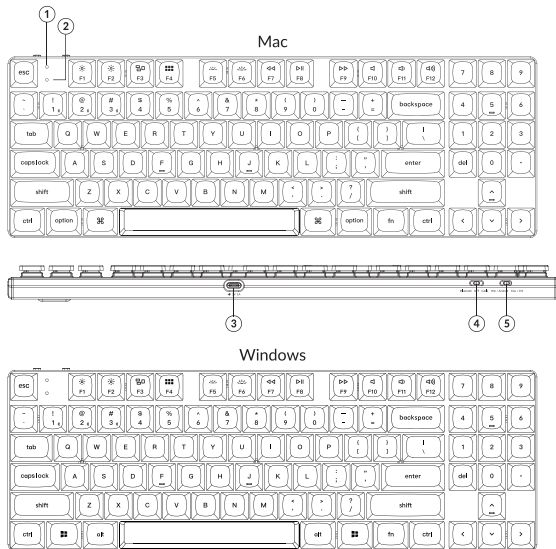 1
2
Mac
esc F1 F2 F3 F4 F5 F6 F7 F8 F9 F10 F11 F12 7 8 9
~ ` ! 1 @ 2 # 3 $ 4 % 5 ^ 6 & 7 * 8 ( 9 ) 0 — - + = backspace 4 5 6
tab Q W E R T Y U I O P { [ } ] | \ 1 2 3
capslock A S D F G H J K L : ; " ' enter del 0 .
shift Z X C V B N M < , > . ? / shift ^
ctrl option ⌘ ⌘ option fn ctrl < ⌄ >
3
4
5
Windows
esc F1 F3 F4 F5 F6 F7 F8 F9 F10 F11 F12 7 8 9
~ ` ! 1 @ 2 # 3 $ 4 % 5 ^ 6 & 7 * 8 ( 9 ) 0 — - + = backspace 4 5 6
tab Q W E R T Y U I O P { [ } ] | \ 1 2 3
capslock A S D F G H J K L : ; " ' enter del 0 .
shift Z X C V B N M < , > . ? / shift ^
ctrl alt alt fn ctrl < ⌄ >